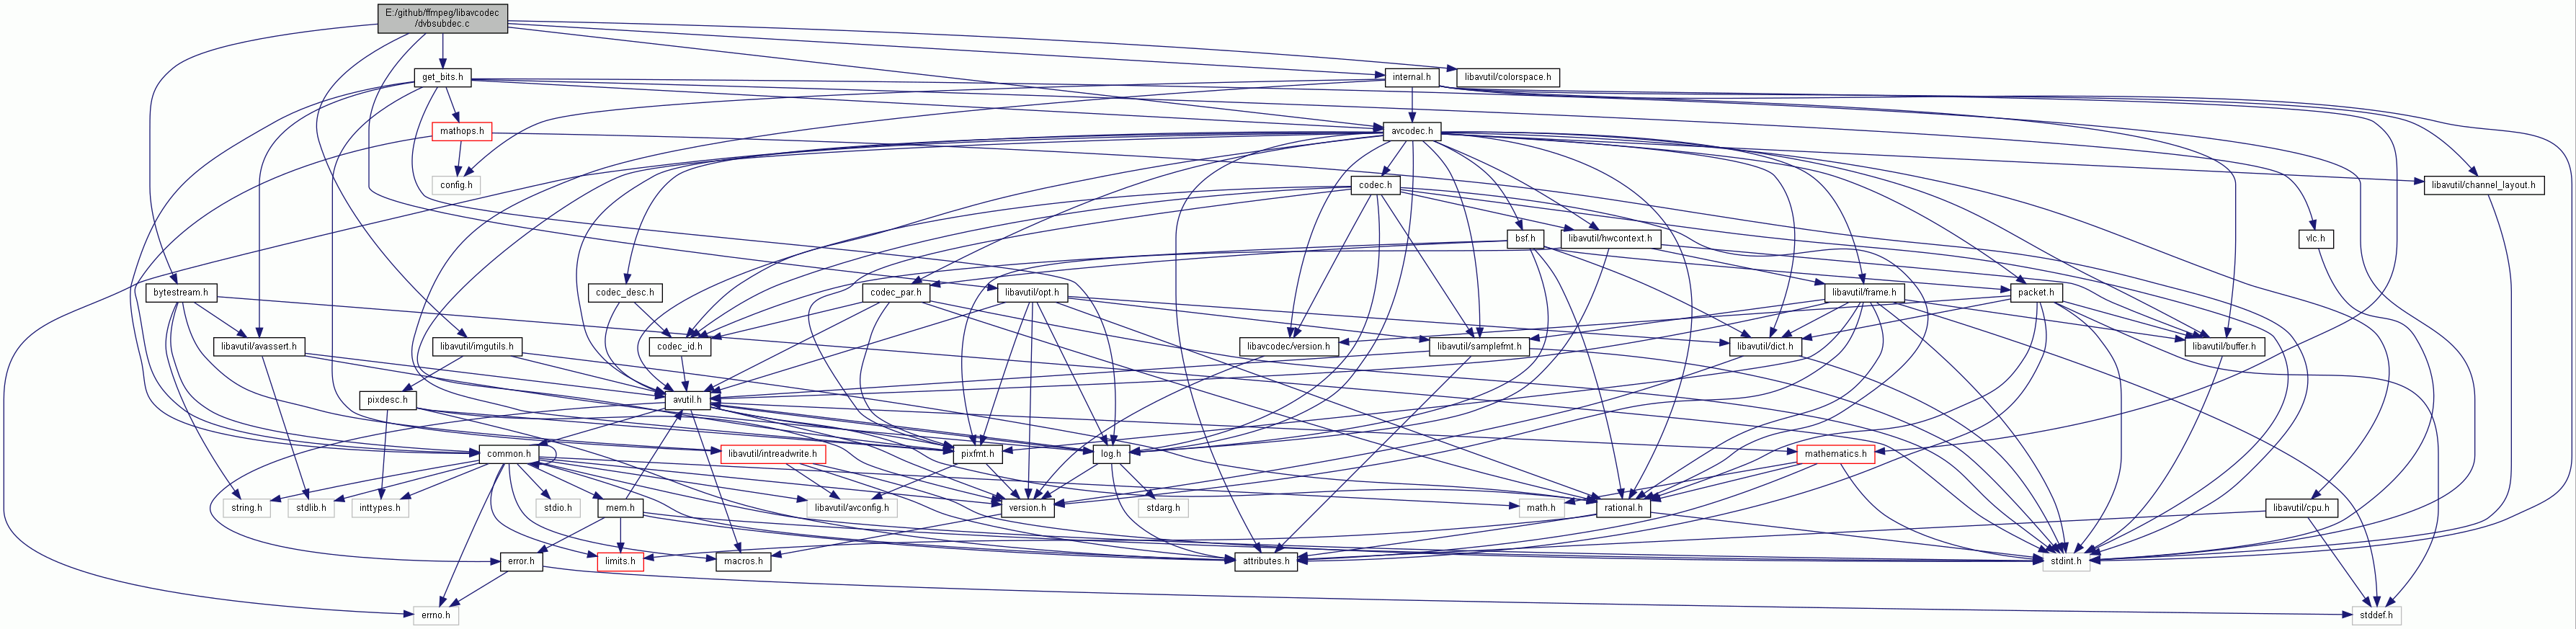 E:/github/ffmpeg/libavcodec
/dvbsubdec.c
get_bits.h
internal.h
libavutil/colorspace.h
mathops.h
avcodec.h
config.h
codec.h
libavutil/channel_layout.h
bsf.h
libavutil/hwcontext.h
vlc.h
bytestream.h
codec_desc.h
codec_par.h
libavutil/opt.h
libavutil/frame.h
packet.h
libavutil/avassert.h
libavutil/imgutils.h
codec_id.h
libavcodec/version.h
libavutil/samplefmt.h
libavutil/dict.h
libavutil/buffer.h
pixdesc.h
avutil.h
common.h
libavutil/intreadwrite.h
pixfmt.h
log.h
mathematics.h
string.h
stdlib.h
inttypes.h
stdio.h
mem.h
libavutil/avconfig.h
version.h
stdarg.h
math.h
rational.h
libavutil/cpu.h
error.h
limits.h
macros.h
attributes.h
stdint.h
errno.h
stddef.h